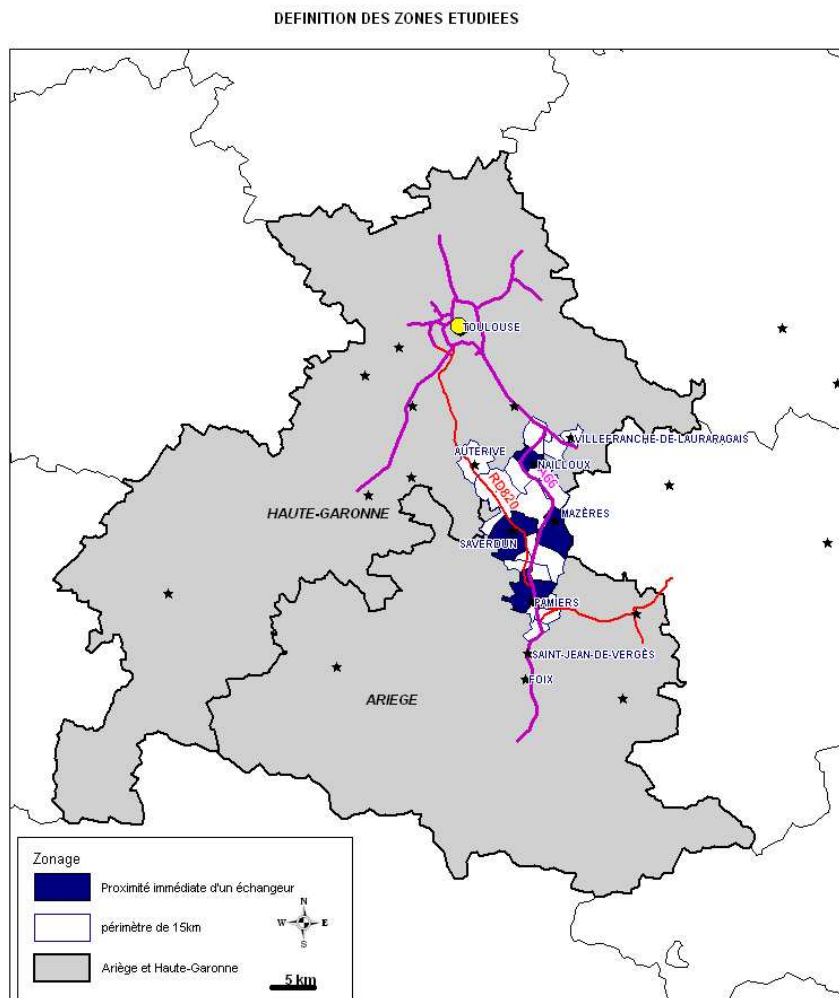 DEFINITION DES ZONES ETUDIEES
TOULOUSE
VILLEFRANCHE-DE-LAURARAGAIS
AUTERIVE
NAILLOUX
A66
RD820
HAUTE-GARONNE
MAZÈRES
SAVERDUN
PAMIERS
SAINT-JEAN-DE-VERGÈS
FOIX
ARIEGE
Zonage
Proximité immédiate d'un échangeur
périmètre de 15km
Ariège et Haute-Garonne
N
W E
S
5 km